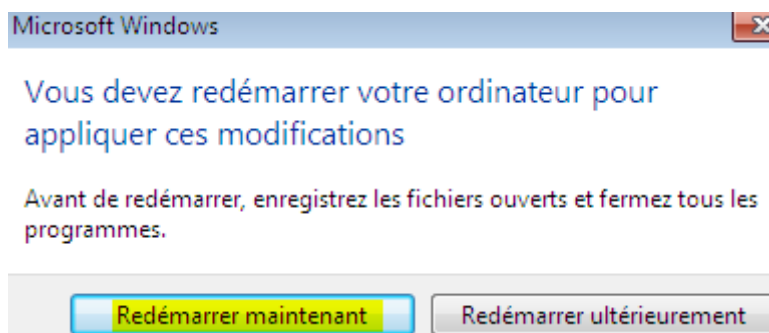 Microsoft Windows
Vous devez redémarrer votre ordinateur pour
appliquer ces modifications
Avant de redémarrer, enregistrez les fichiers ouverts et fermez tous les
programmes.
Redémarrer maintenant
Redémarrer ultérieurement